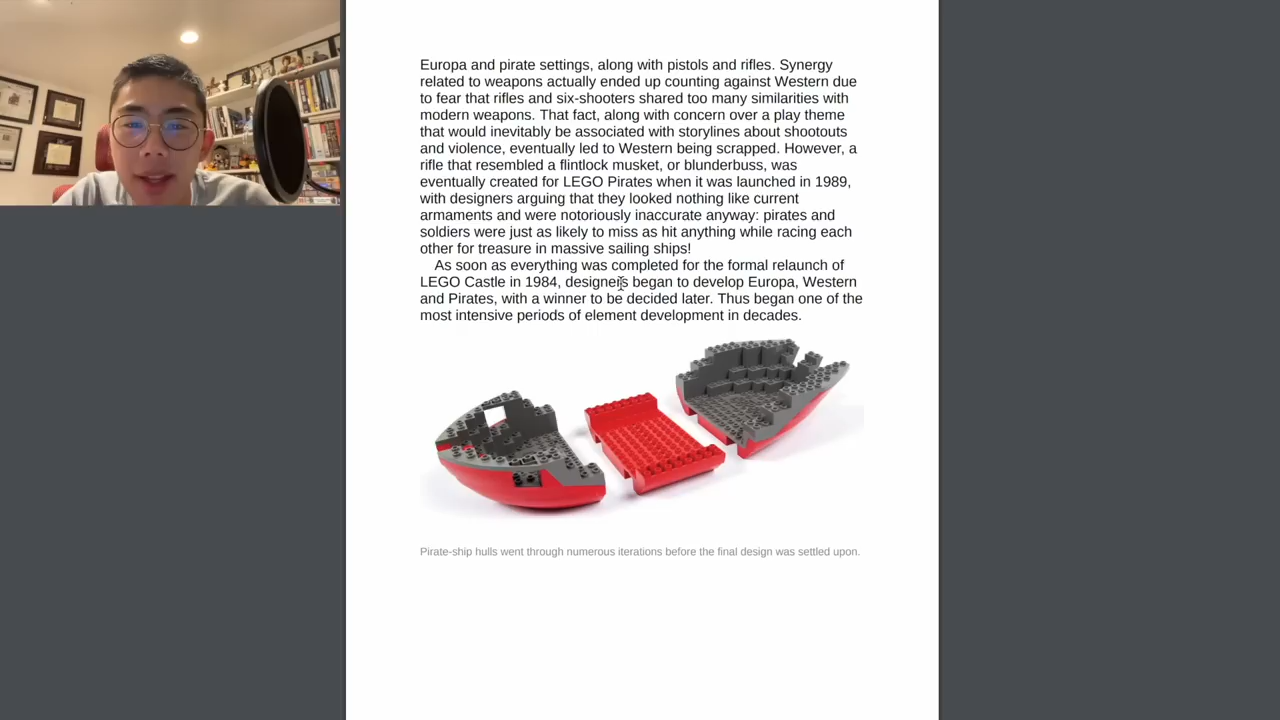 Europa and pirate settings, along with pistols and rifles. Synergy
related to weapons actually ended up counting against Western due
to fear that rifles and six-shooters shared too many similarities with
modern weapons. That fact, along with concern over a play theme
that would inevitably be associated with storylines about shootouts
and violence, eventually led to Western being scrapped. However, a
rifle that resembled a flintlock musket, or blunderbuss, was
eventually created for LEGO Pirates when it was launched in 1989,
with designers arguing that they looked nothing like current
armaments and were notoriously inaccurate anyway: pirates and
soldiers were just as likely to miss as hit anything while racing each
other for treasure in massive sailing ships!
As soon as everything was completed for the formal relaunch of
LEGO Castle in 1984, designers began to develop Europa, Western
and Pirates, with a winner to be decided later. Thus began one of the
most intensive periods of element development in decades.
Pirate-ship hulls went through numerous iterations before the final design was settled upon.